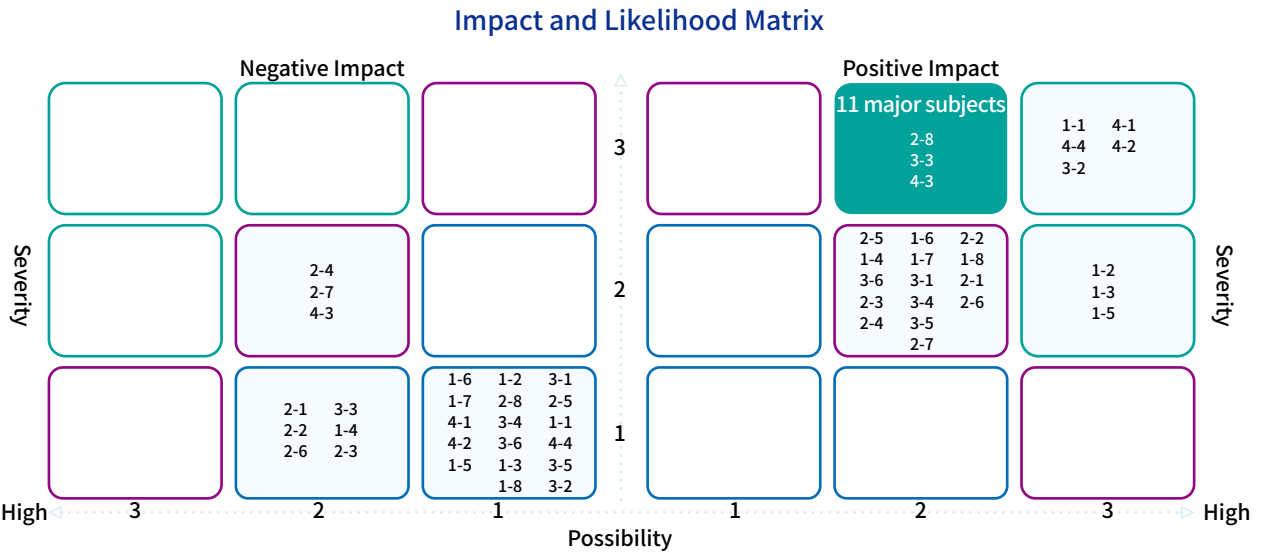 Impact and Likelihood Matrix
Negative Impact
Positive Impact
11 major subjects
2-8
3-3
4-3
1-1 4-1
4-4 4-2
3-2
3
Severity
2-4
2-7
4-3
2
2-5 1-6 2-2
1-4 1-7 1-8
3-6 3-1 2-1
2-3 3-4 2-6
2-4 3-5
2-7
1-2
1-3
1-5
Severity
2-1 3-3
2-2 1-4
2-6 2-3
1-6 1-2 3-1
1-7 2-8 2-5
4-1 3-4 1-1
4-2 3-6 4-4
1-5 1-3 3-5
1-8 3-2
1
High 3 2 1 1 2 3 High
Possibility